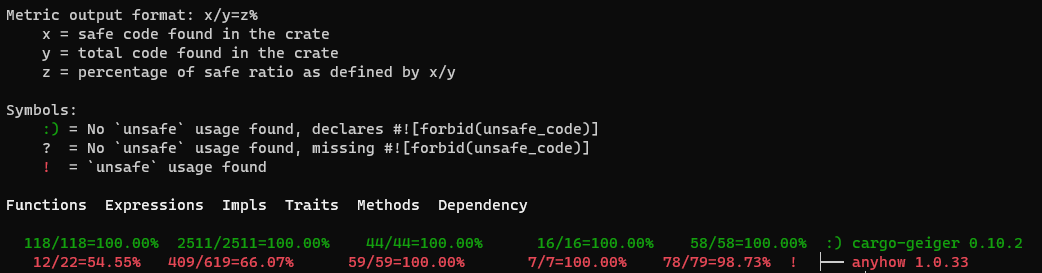 Metric output format: x/y=z%
x = safe code found in the crate
y = total code found in the crate
z = percentage of safe ratio as defined by x/y
Symbols:
:) = No `unsafe` usage found, declares #![forbid(unsafe_code)]
? = No `unsafe` usage found, missing #![forbid(unsafe_code)]
! = `unsafe` usage found
Functions Expressions Impls Traits Methods Dependency
118/118=100.00% 2511/2511=100.00% 44/44=100.00% 16/16=100.00% 58/58=100.00% :) cargo-geiger 0.10.2
12/22=54.55% 409/619=66.07% 59/59=100.00% 7/7=100.00% 78/79=98.73% ! ├── anyhow 1.0.33